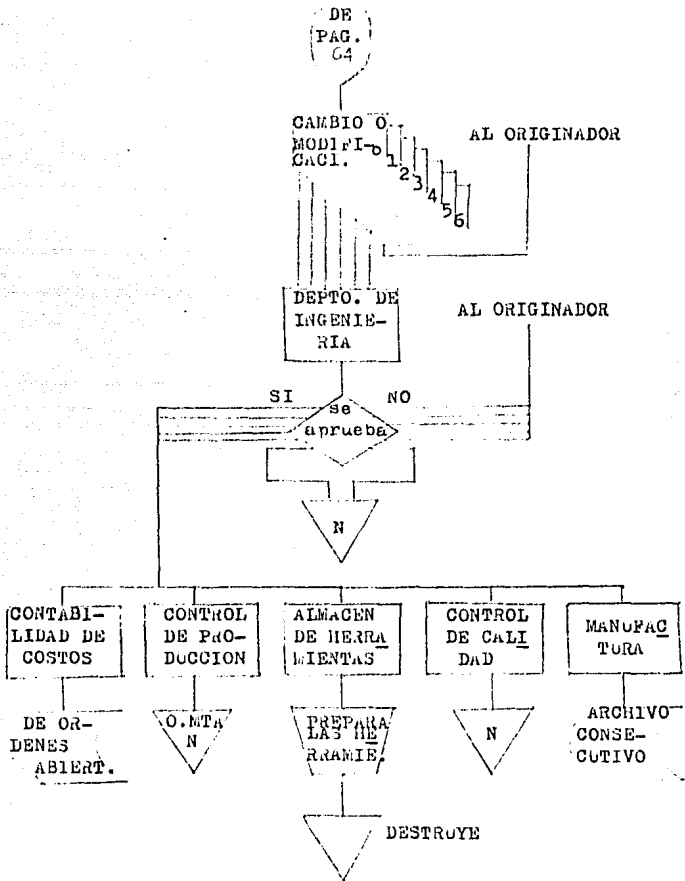 DE
PAG.
64
CAMBIO O
MODIFI-
CACI.
0
1
2
3
4
5
6
AL ORIGINADOR
DEPTO. DE
INGENIE-
RIA
AL ORIGINADOR
SI
NO
se
aprueba
N
CONTABI-
LIDAD DE
COSTOS
CONTROL
DE PRO-
DUCCION
ALMACEN
DE HERRA
MIENTAS
CONTROL
DE CALI
DAD
MANUFAC
TURA
DE OR-
DENES
ABIERT.
O.MTA
N
PREPARA
LAS HE-
RRAMIE.
N
ARCHIVO
CONSE-
CUTIVO
DESTRUYE